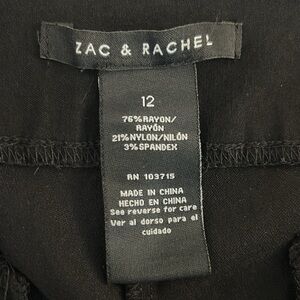 ZAC & RACHEL
12
76% RAYON/
RAYÓN
21% NYLON/NILÓN
3% SPANDEX
RN 103715
MADE IN CHINA
HECHO EN CHINA
See reverse for care
Ver al dorso para el
cuidado